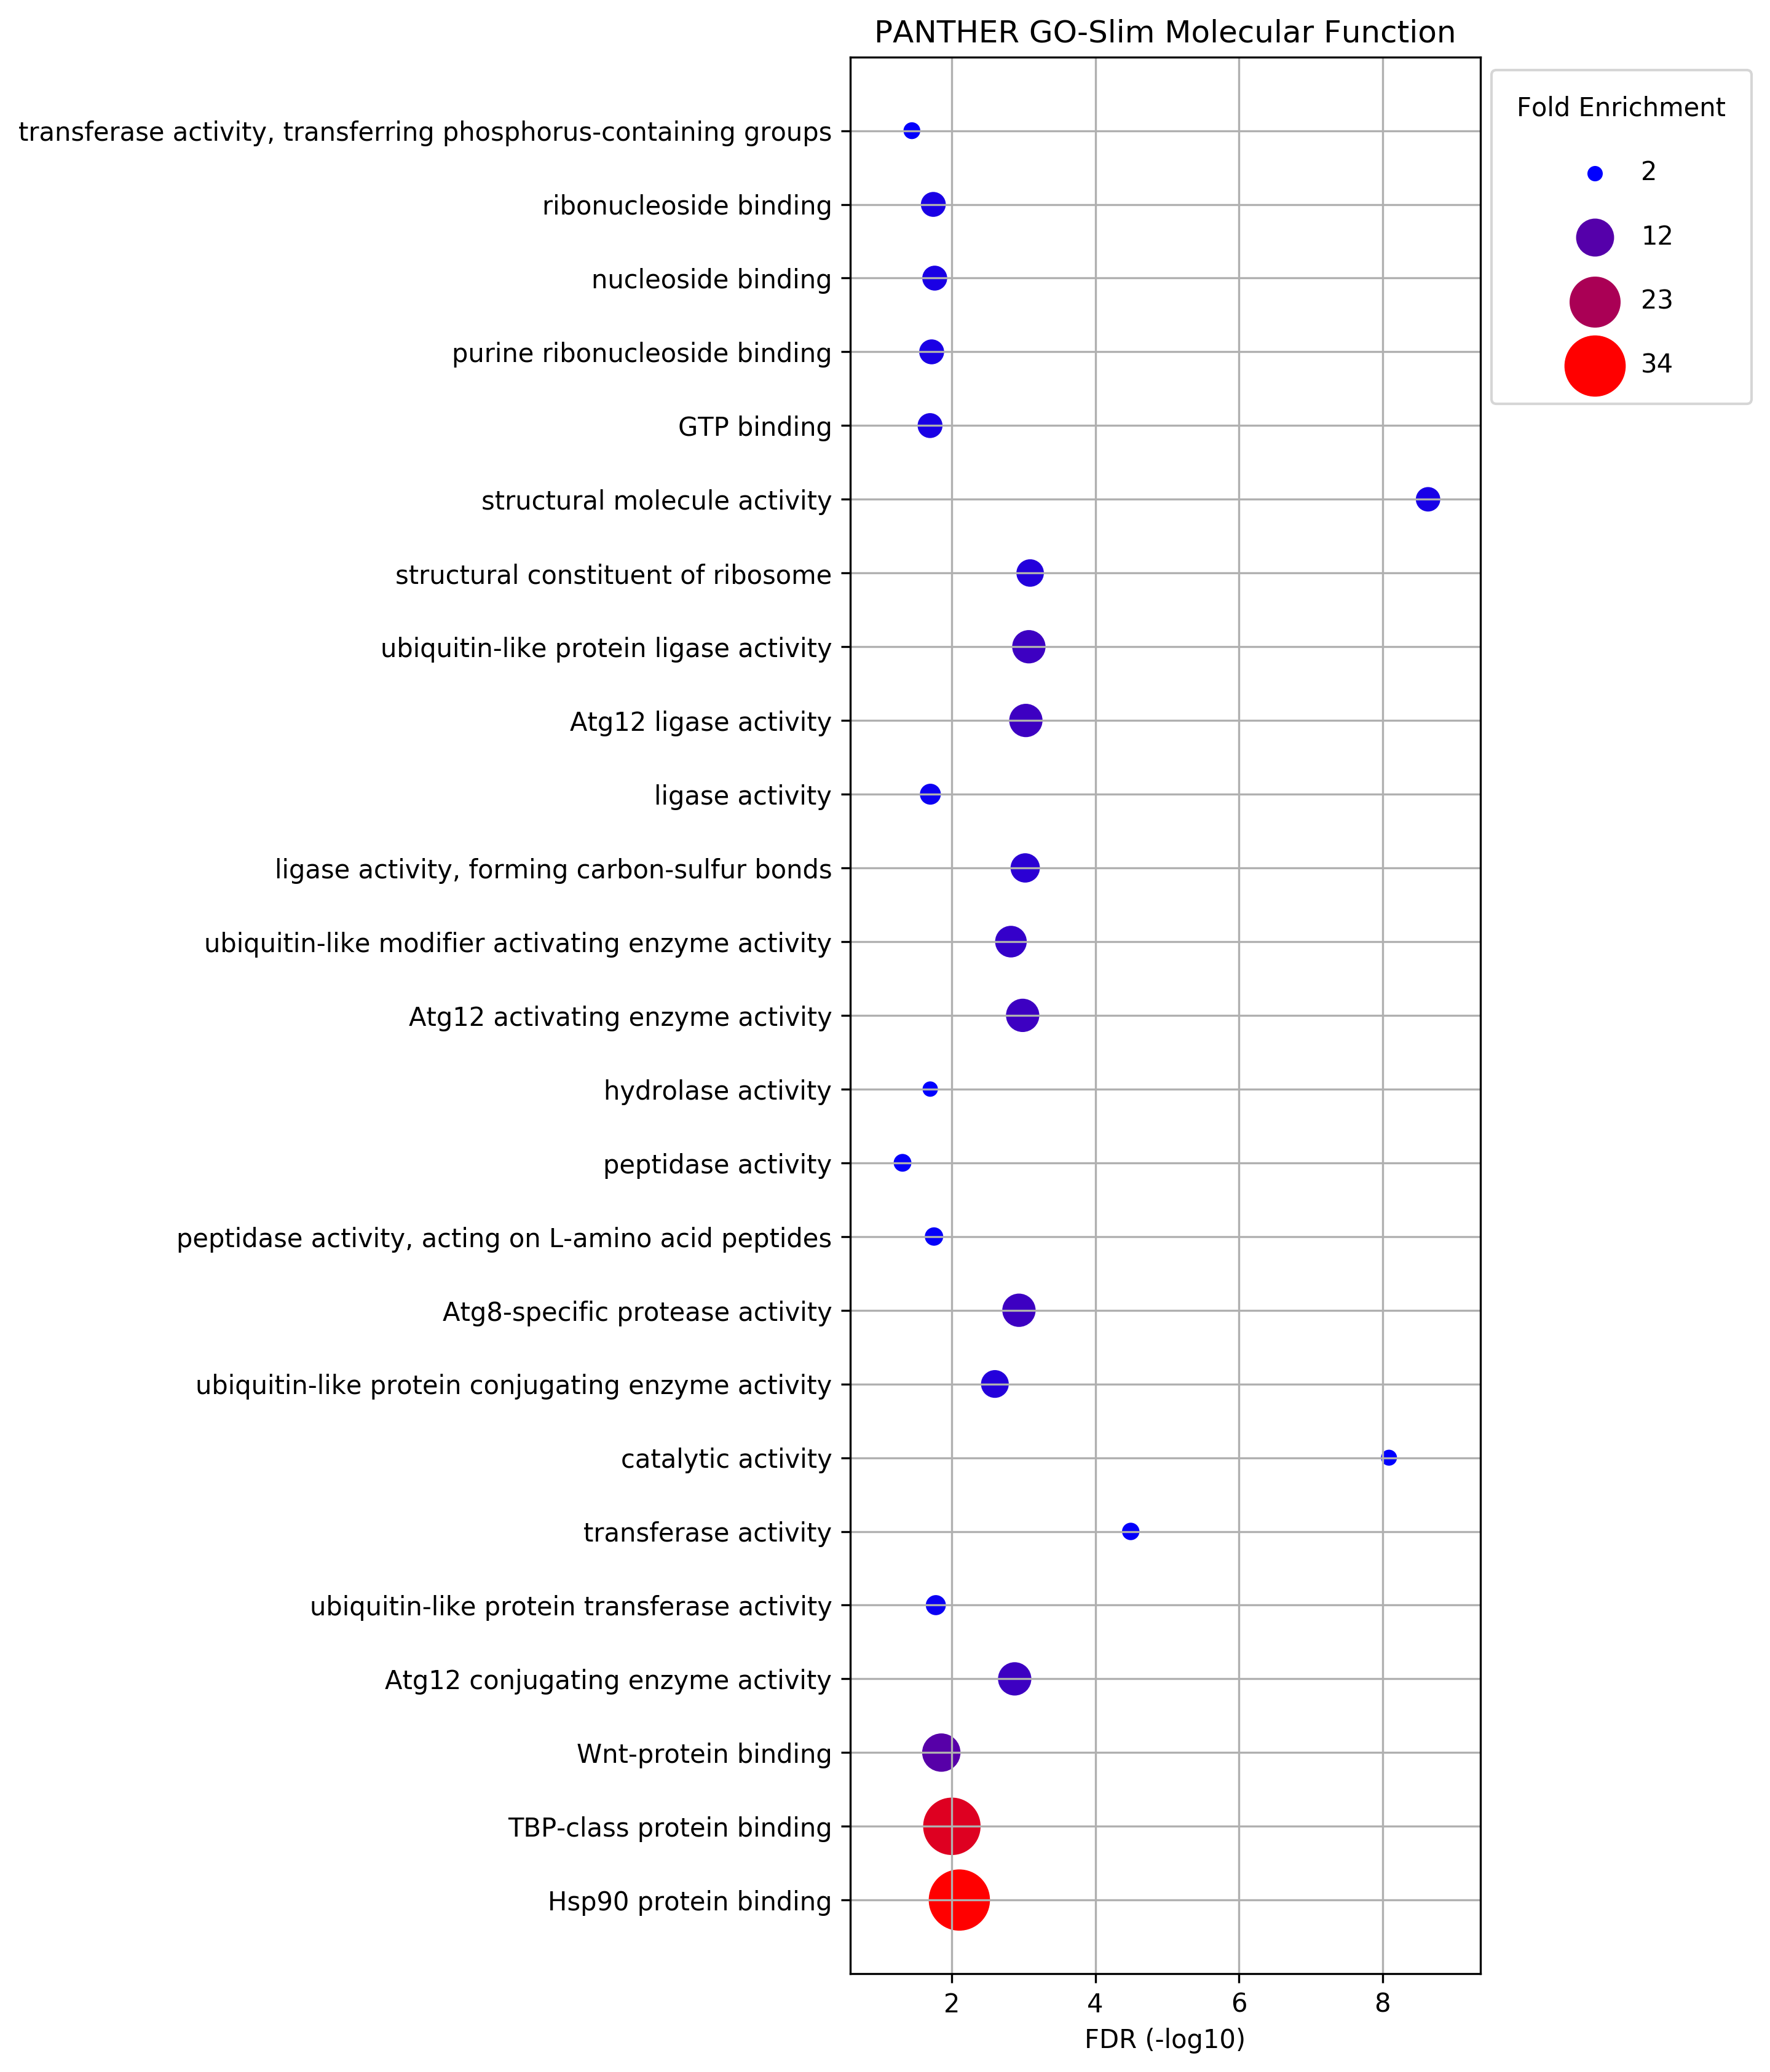 PANTHER GO-Slim Molecular Function
transferase activity, transferring phosphorus-containing groups
ribonucleoside binding
nucleoside binding
purine ribonucleoside binding
GTP binding
structural molecule activity
structural constituent of ribosome
ubiquitin-like protein ligase activity
Atg12 ligase activity
ligase activity
ligase activity, forming carbon-sulfur bonds
ubiquitin-like modifier activating enzyme activity
Atg12 activating enzyme activity
hydrolase activity
peptidase activity
peptidase activity, acting on L-amino acid peptides
Atg8-specific protease activity
ubiquitin-like protein conjugating enzyme activity
catalytic activity
transferase activity
ubiquitin-like protein transferase activity
Atg12 conjugating enzyme activity
Wnt-protein binding
TBP-class protein binding
Hsp90 protein binding
2 4 6 8
FDR (-log10)
Fold Enrichment
2
12
23
34